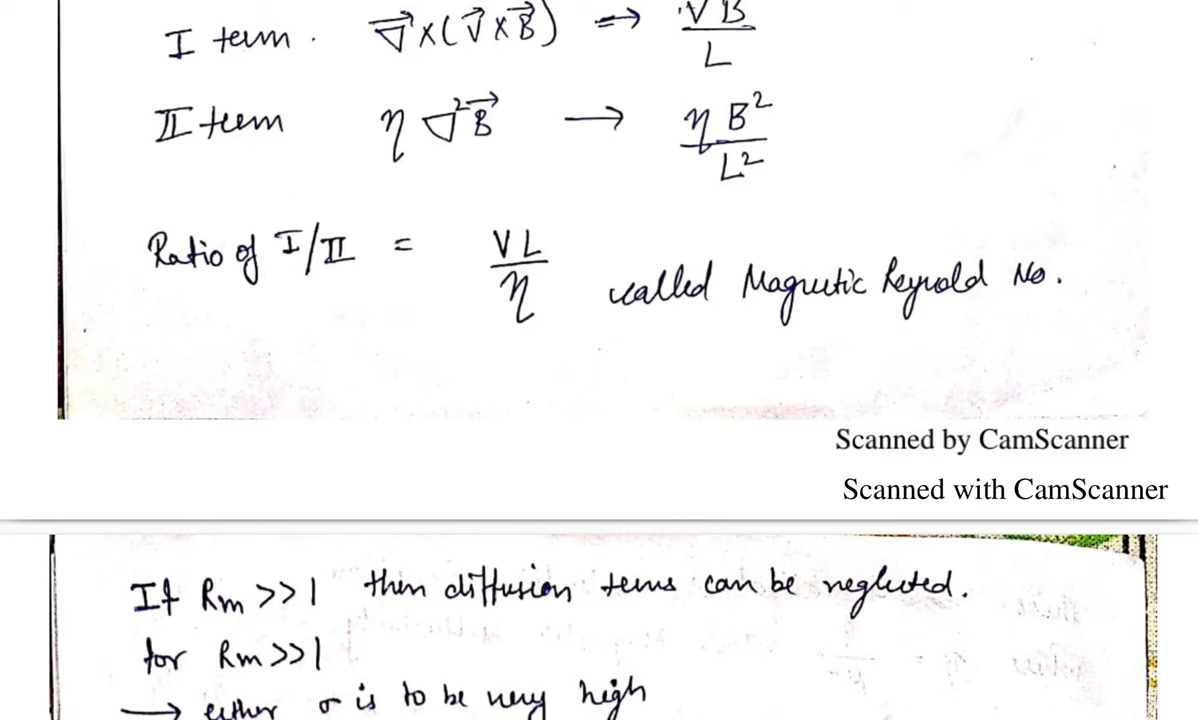 I term. ∇⃗×(V⃗×B⃗) ⇒ VB/L
II term η∇²B⃗ → ηB²/L²
Ratio of I/II = VL/η called Magnetic Reynold No.
Scanned by CamScanner
Scanned with CamScanner
If Rm >>1 then diffusion terms can be neglected.
for Rm >>1
→ either σ is to be very high